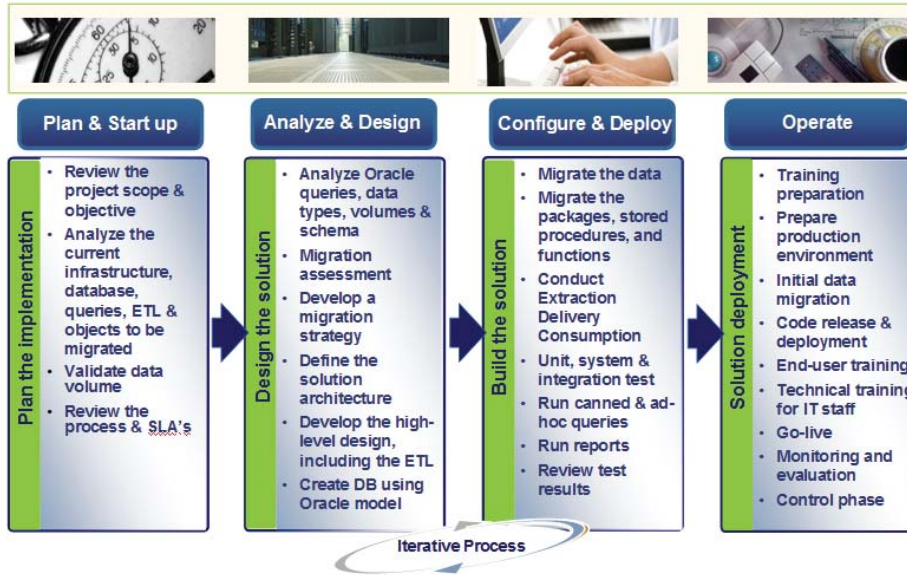 Plan & Start up
Plan the implementation
• Review the
project scope &
objective
• Analyze the
current
infrastructure,
database,
queries, ETL &
objects to be
migrated
• Validate data
volume
• Review the
process & SLA's
Analyze & Design
Design the solution
• Analyze Oracle
queries, data
types, volumes &
schema
• Migration
assessment
• Develop a
migration
strategy
• Define the
solution
architecture
• Develop the high-
level design,
including the ETL
• Create DB using
Oracle model
Configure & Deploy
Build the solution
• Migrate the data
• Migrate the
packages, stored
procedures, and
functions
• Conduct
Extraction
Delivery
Consumption
• Unit, system &
integration test
• Run canned & ad-
hoc queries
• Run reports
• Review test
results
Operate
Solution deployment
• Training
preparation
• Prepare
production
environment
• Initial data
migration
• Code release &
deployment
• End-user training
• Technical training
for IT staff
• Go-live
• Monitoring and
evaluation
• Control phase
Iterative Process